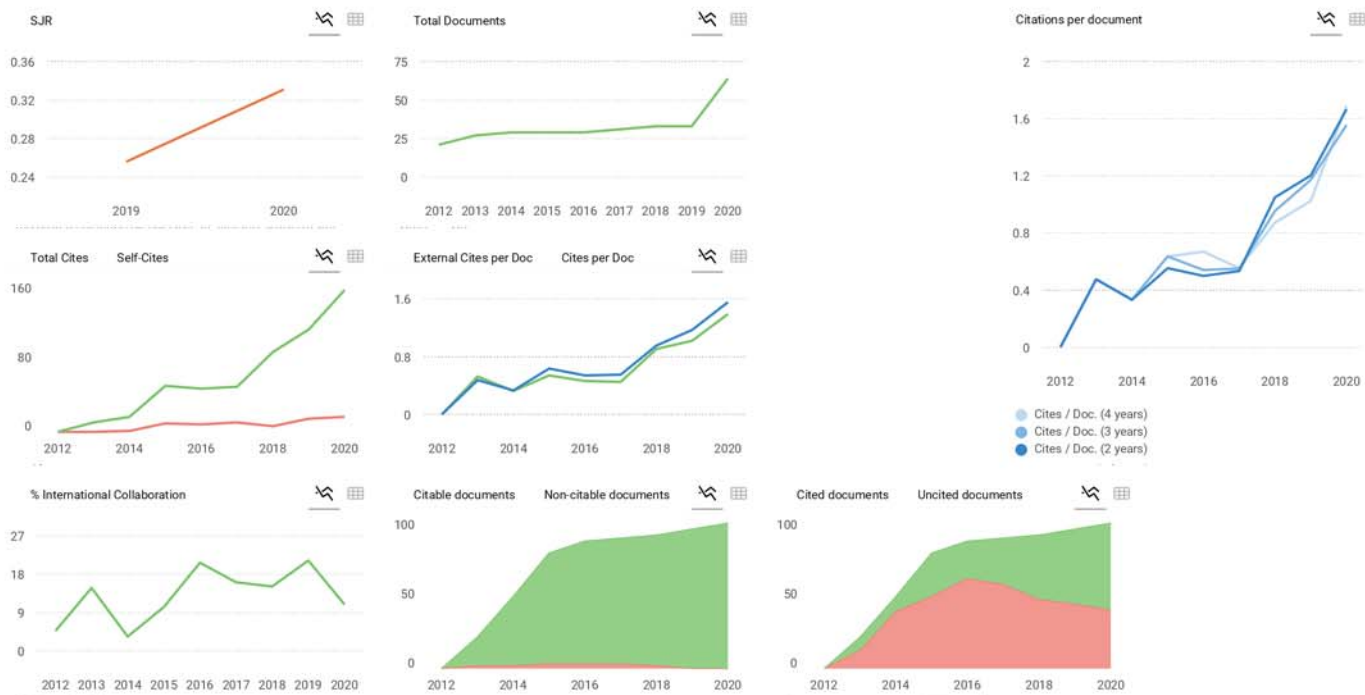 SJR
0.36
0.32
0.28
0.24
2019 2020
Total Documents
75
50
25
0
2012 2013 2014 2015 2016 2017 2018 2019 2020
Citations per document
2
1.6
1.2
0.8
0.4
0
2012 2014 2016 2018 2020
Cites / Doc. (4 years)
Cites / Doc. (3 years)
Cites / Doc. (2 years)
Total Cites Self-Cites
160
80
0
2012 2014 2016 2018 2020
External Cites per Doc Cites per Doc
1.6
0.8
0
2012 2014 2016 2018 2020
% International Collaboration
27
18
9
0
2012 2013 2014 2015 2016 2017 2018 2019 2020
Citable documents Non-citable documents
100
50
0
2012 2014 2016 2018 2020
Cited documents Uncited documents
100
50
0
2012 2014 2016 2018 2020